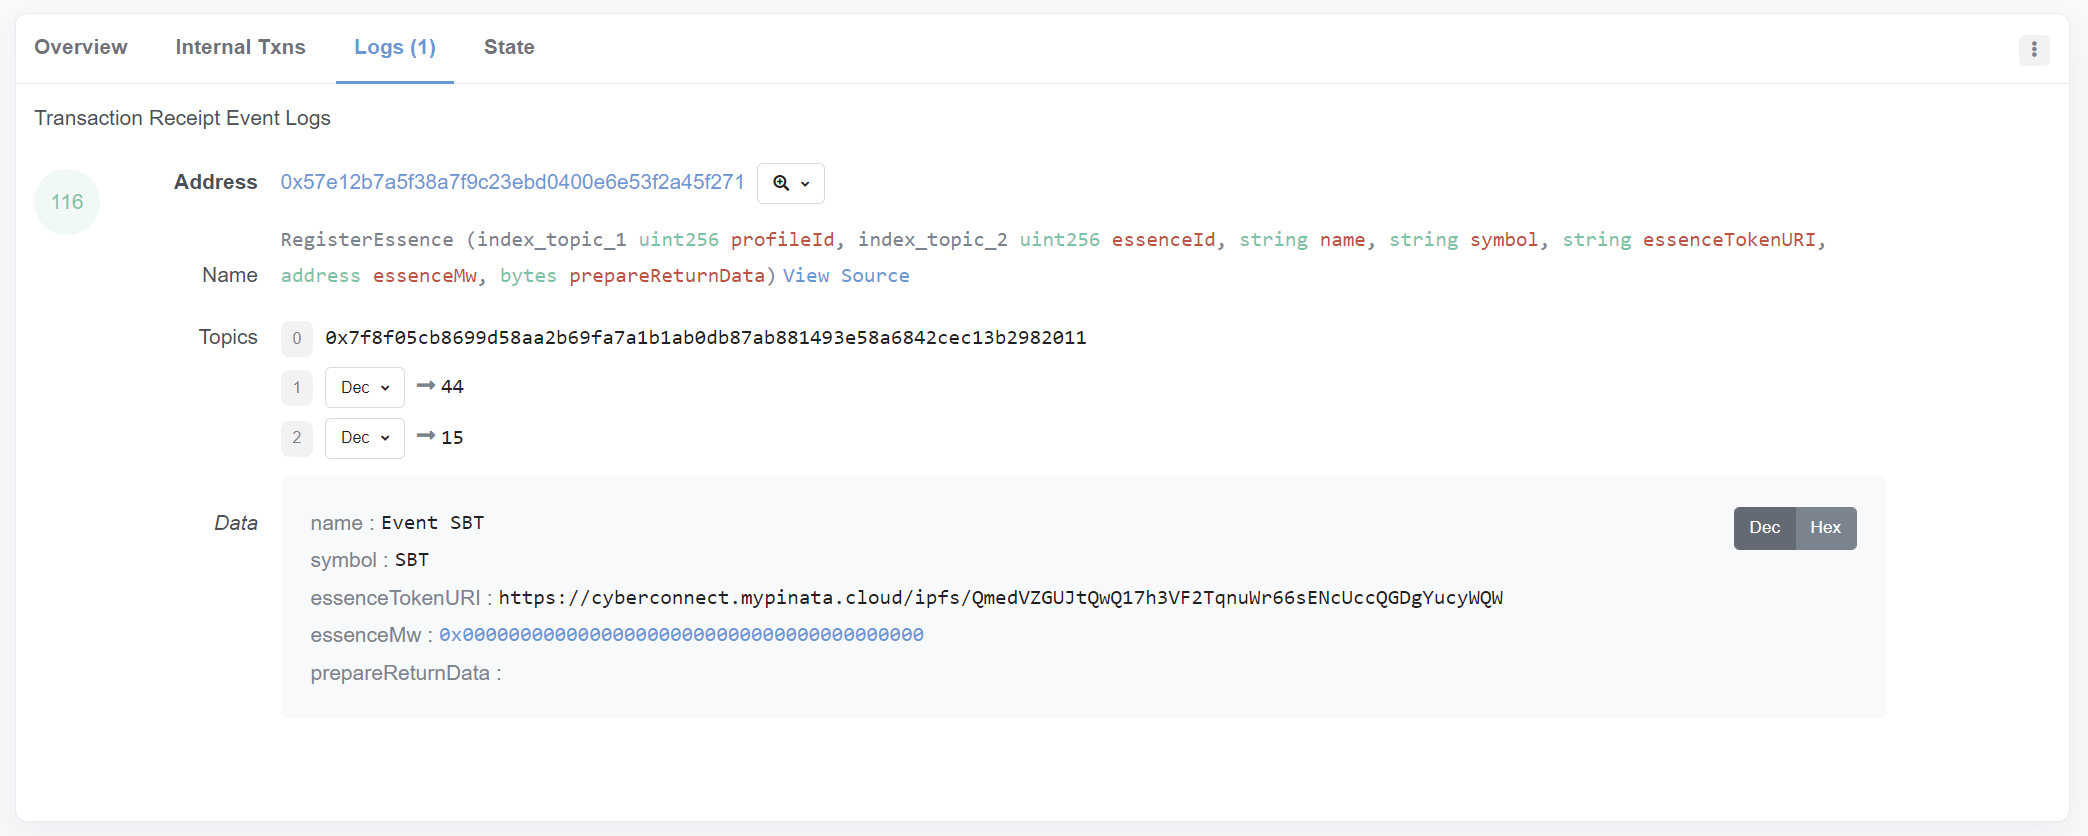 Overview Internal Txns Logs (1) State
Transaction Receipt Event Logs
116
Address 0x57e12b7a5f38a7f9c23ebd0400e6e53f2a45f271
Name RegisterEssence (index_topic_1 uint256 profileId, index_topic_2 uint256 essenceId, string name, string symbol, string essenceTokenURI,
address essenceMw, bytes prepareReturnData) View Source
Topics 0 0x7f8f05cb8699d58aa2b69fa7a1b1ab0db87ab881493e58a6842cec13b2982011
1 Dec 44
2 Dec 15
Data name : Event SBT Dec Hex
symbol : SBT
essenceTokenURI : https://cyberconnect.mypinata.cloud/ipfs/QmedVZGUJtQwQ17h3VF2TqnuWr66sENcUccQGDgYucyWQW
essenceMw : 0x0000000000000000000000000000000000000000
prepareReturnData :